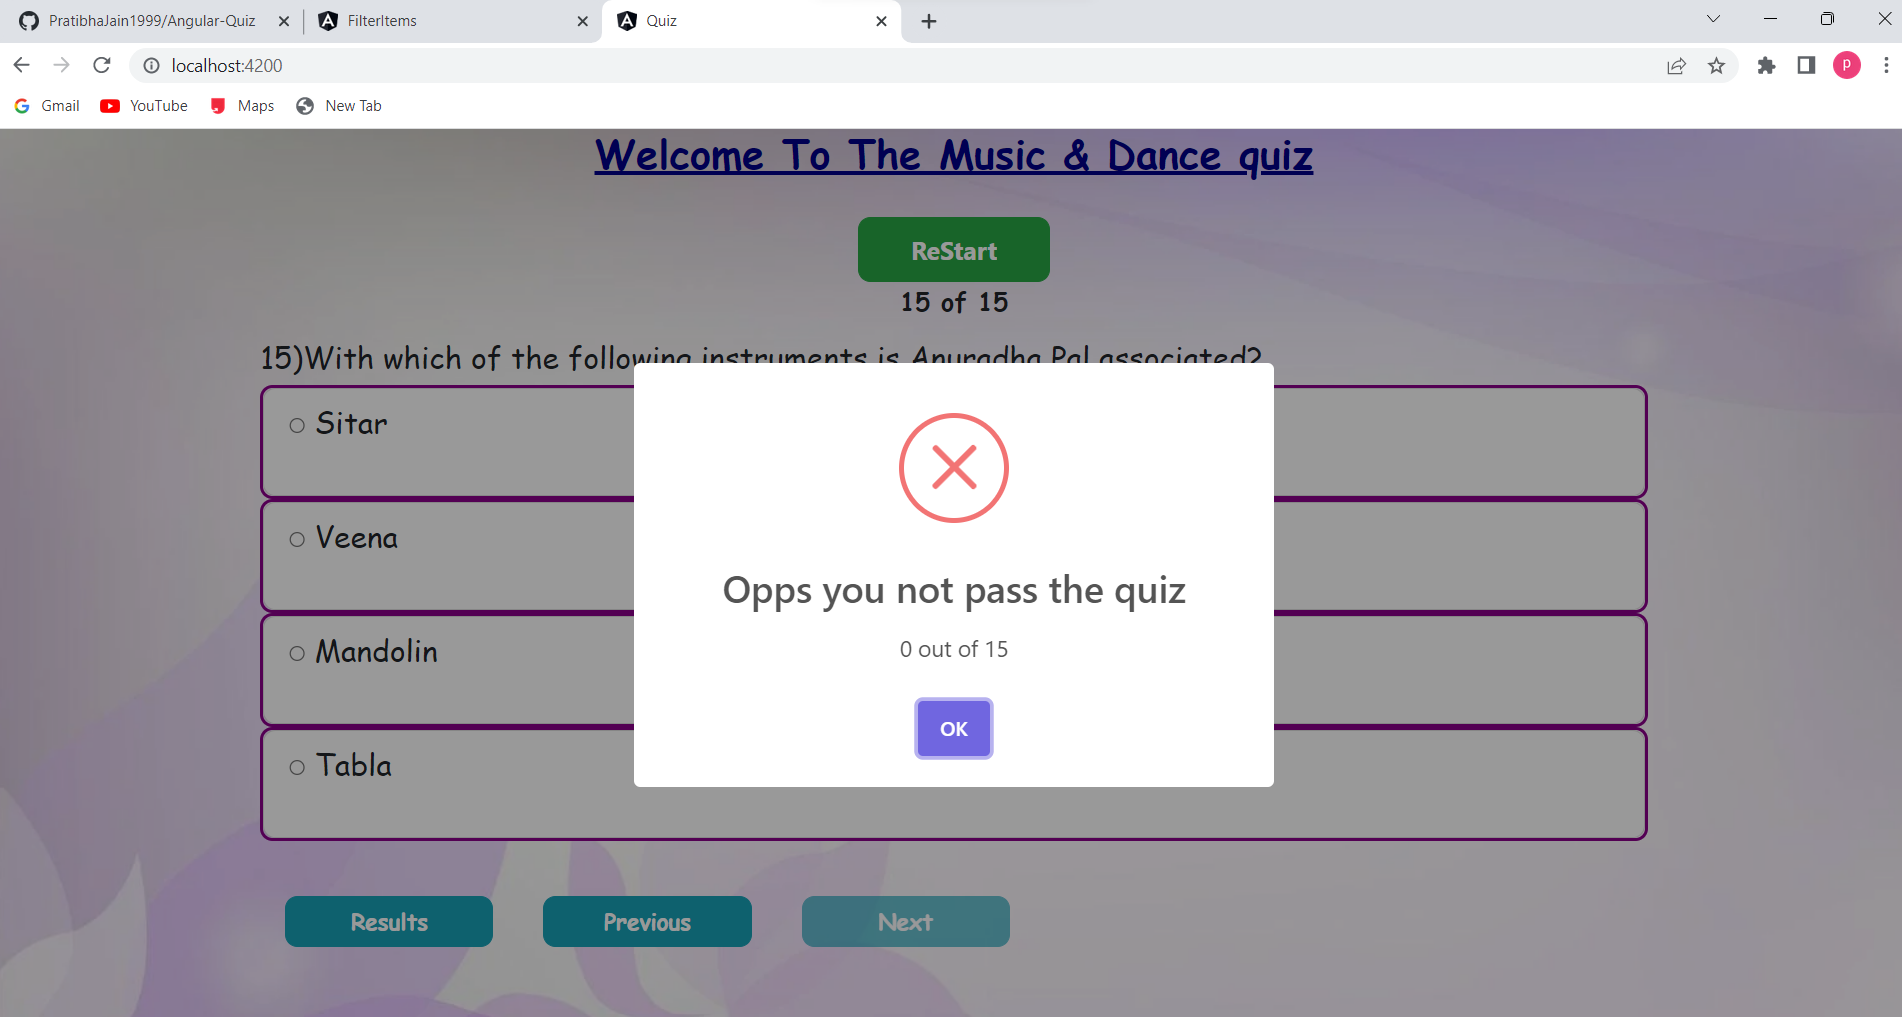 PratibhaJain1999/Angular-Quiz
FilterItems
Quiz
localhost:4200
P
Gmail
YouTube
Maps
New Tab
Welcome To The Music & Dance quiz
ReStart
15 of 15
15)With which of the following instruments is Anuradha Pal associated?
Sitar
Veena
Mandolin
Tabla
Opps you not pass the quiz
0 out of 15
OK
Results
Previous
Next